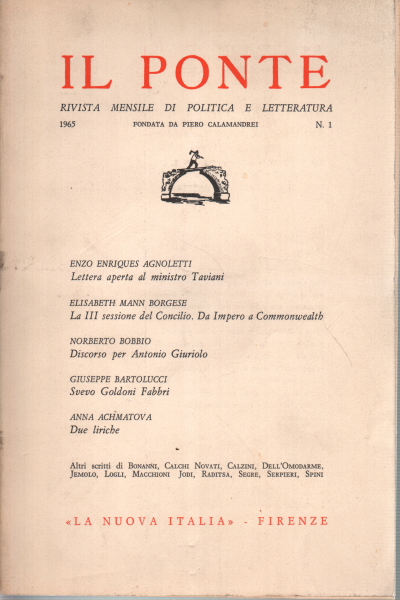 IL PONTE
RIVISTA MENSILE DI POLITICA E LETTERATURA
1965 FONDATA DA PIERO CALAMANDREI N. 1
ENZO ENRIQUES AGNOLETTI
Lettera aperta al ministro Taviani
ELISABETH MANN BORGESE
La III sessione del Concilio. Da Impero a Commonwealth
NORBERTO BOBBIO
Discorso per Antonio Giuriolo
GIUSEPPE BARTOLUCCI
Svevo Goldoni Fabbri
ANNA ACHMATOVA
Due liriche
Altri scritti di BONANNI, CALCHI NOVATI, CALZINI, DELL'OMODARME,
JEMOLO, LOGLI, MACCHIONI JODI, RADITSA, SEGRE, SERPIERI, SPINI
«LA NUOVA ITALIA» - FIRENZE